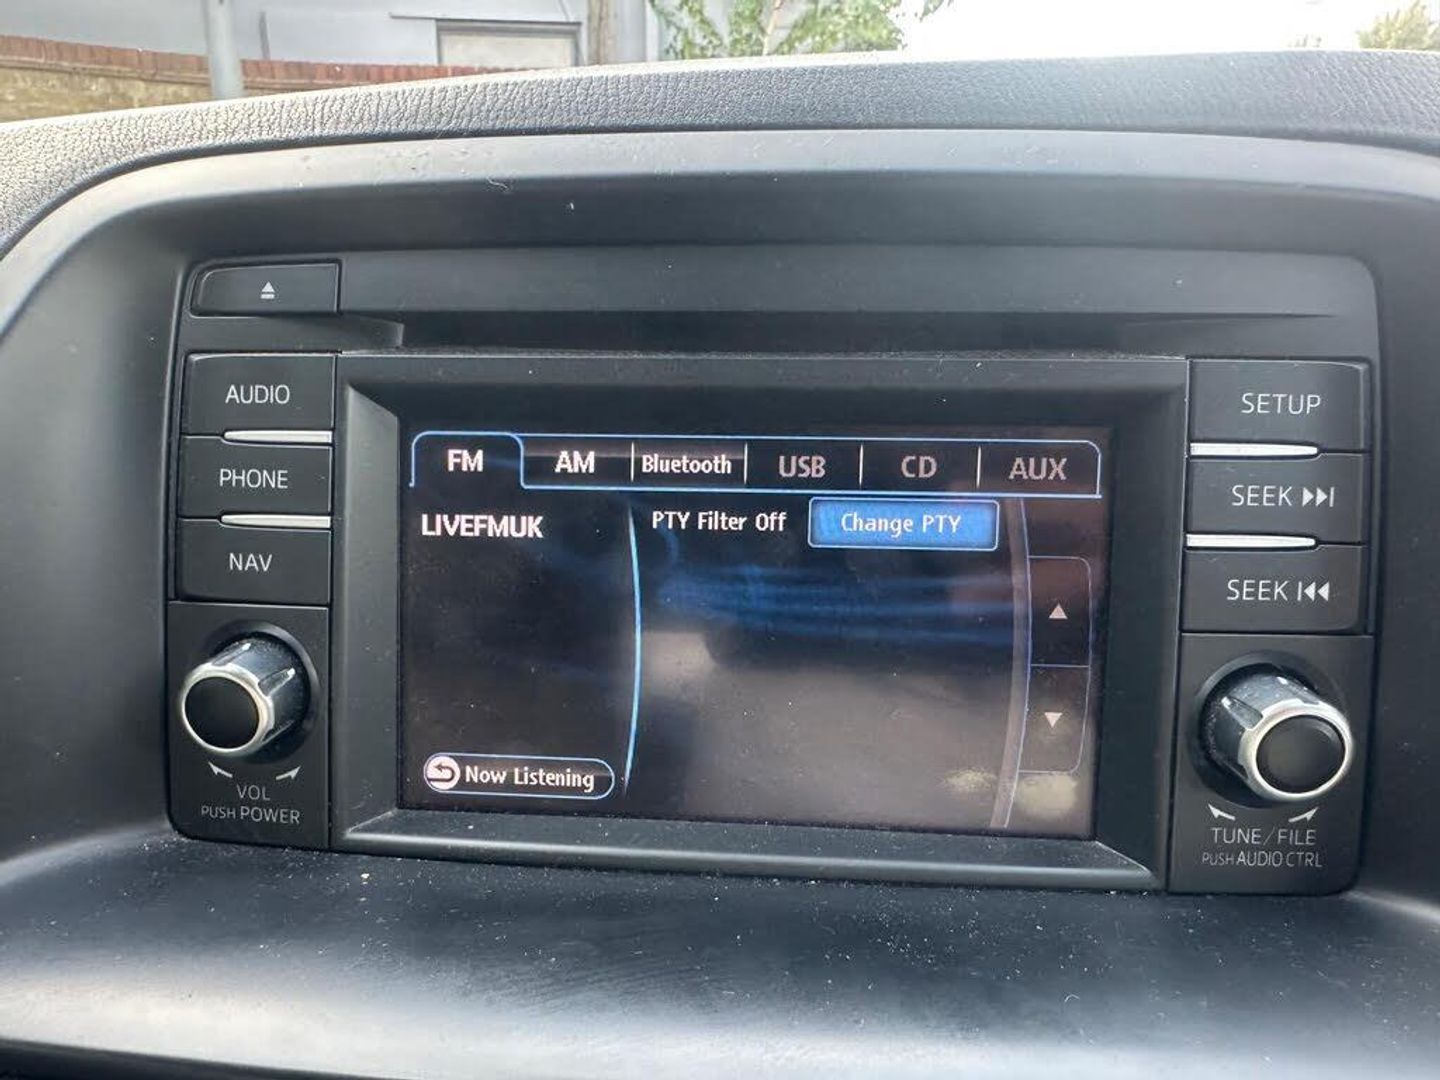 AUDIO
PHONE
NAV
VOL
PUSH POWER
FM AM Bluetooth USB CD AUX
LIVEFMUK
PTY Filter Off Change PTY
Now Listening
SETUP
SEEK
SEEK
TUNE/FILE
PUSH AUDIO CTRL